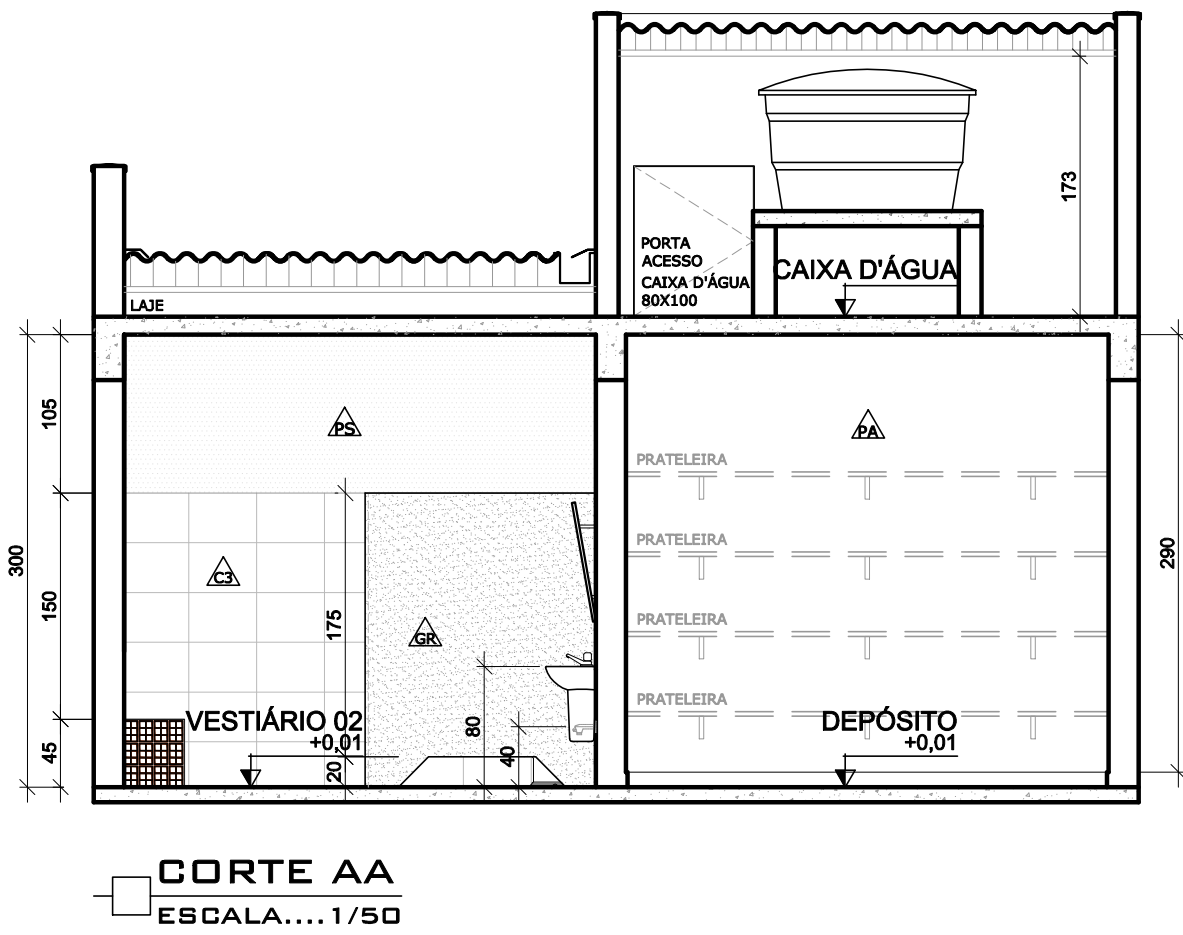 173
PORTA
ACESSO
CAIXA D'ÁGUA
80X100
CAIXA D'ÁGUA
LAJE
105
PS
PA
PRATELEIRA
PRATELEIRA
PRATELEIRA
PRATELEIRA
300
150
45
C3
175
GR
290
VESTIÁRIO 02
+0,01
20
80
40
DEPÓSITO
+0,01
CORTE AA
ESCALA....1/50